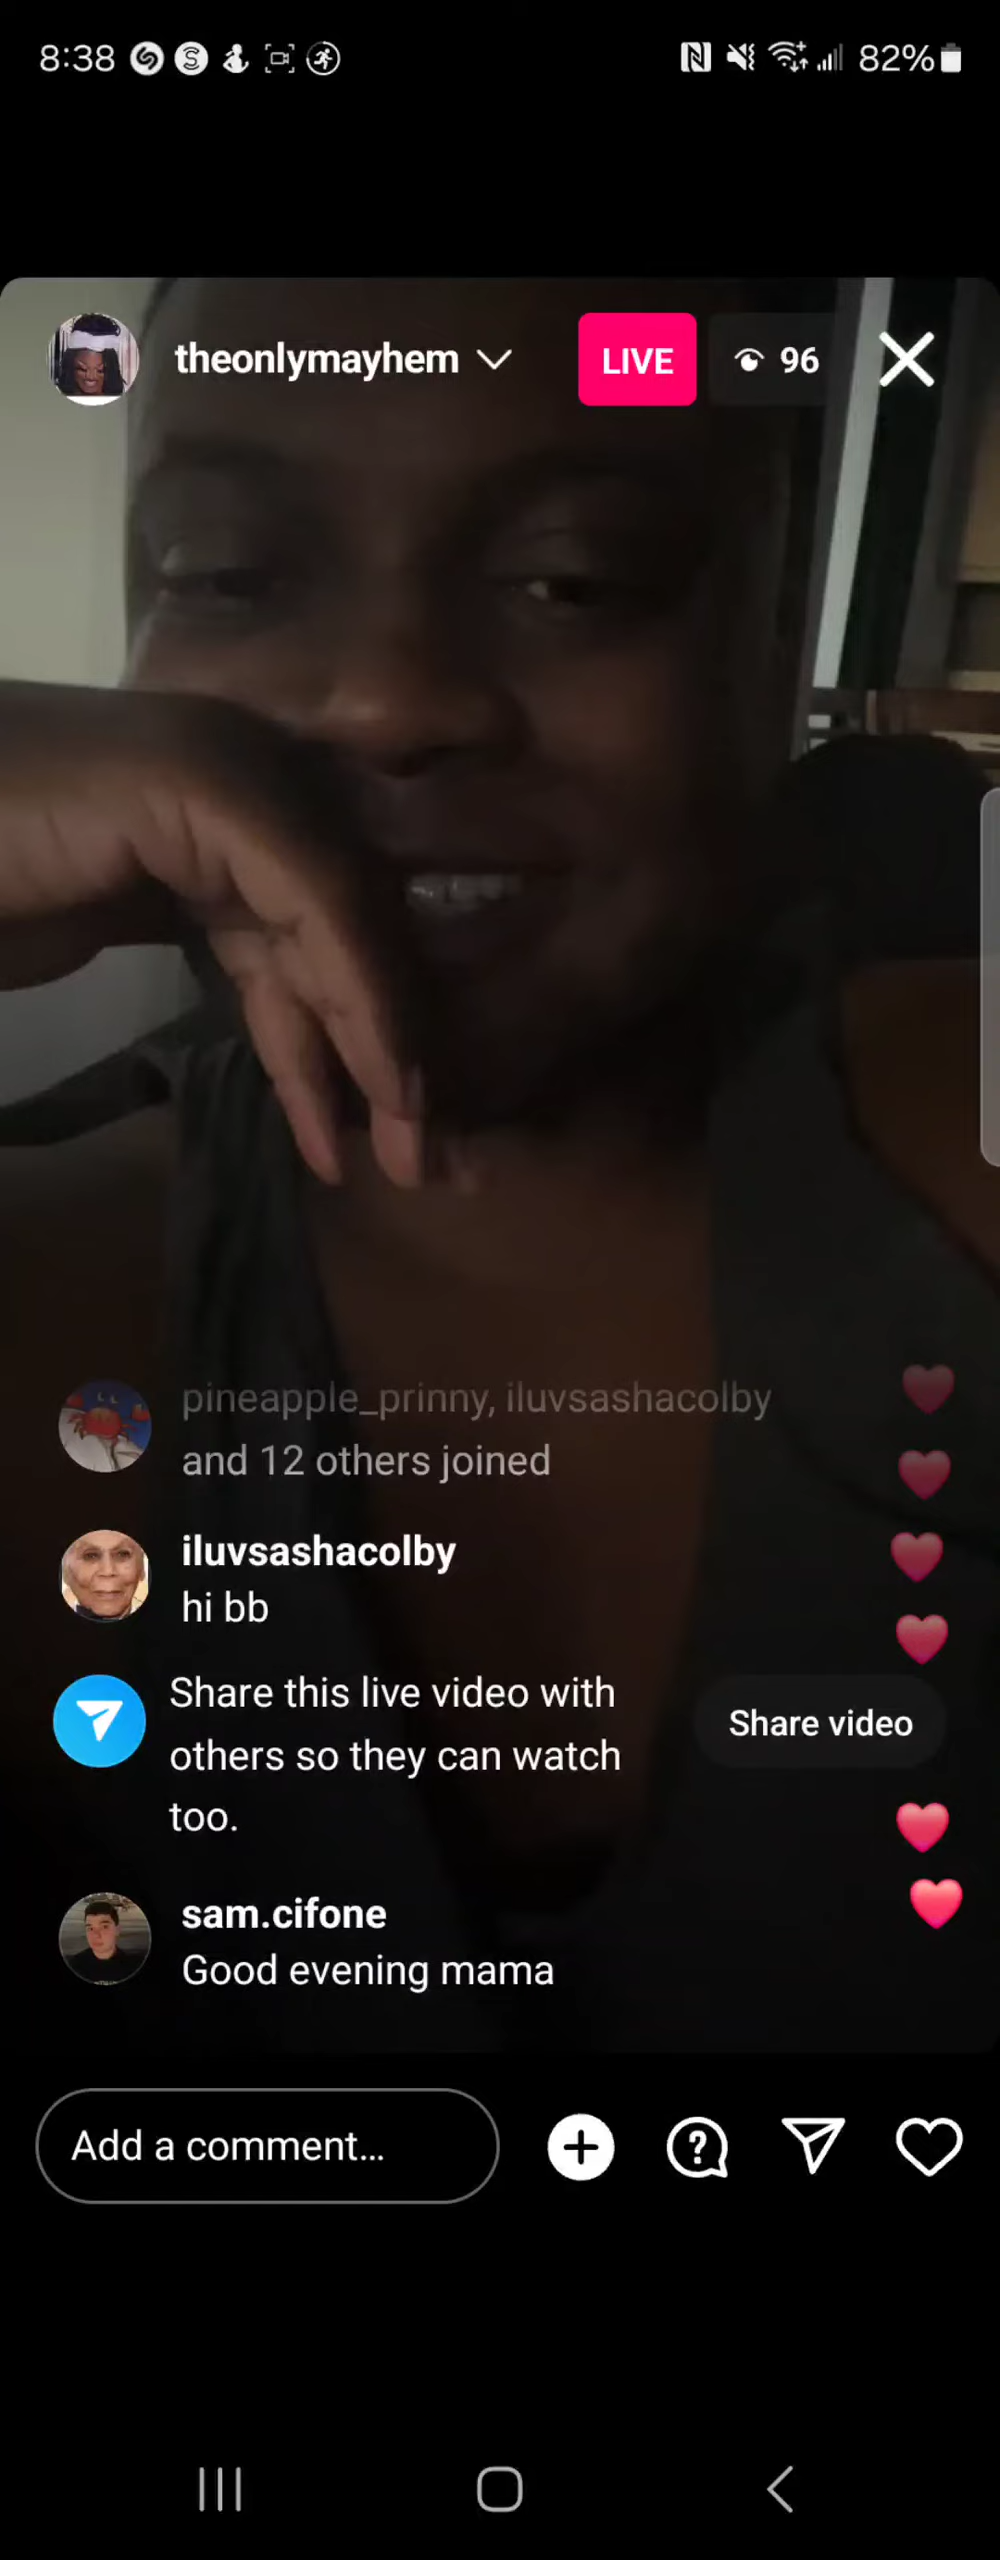 8:38
82%
theonlymayhem
LIVE
96
pineapple_prinny, iluvsashacolby
and 12 others joined
iluvsashacolby
hi bb
Share this live video with
others so they can watch
too.
Share video
sam.cifone
Good evening mama
Add a comment...